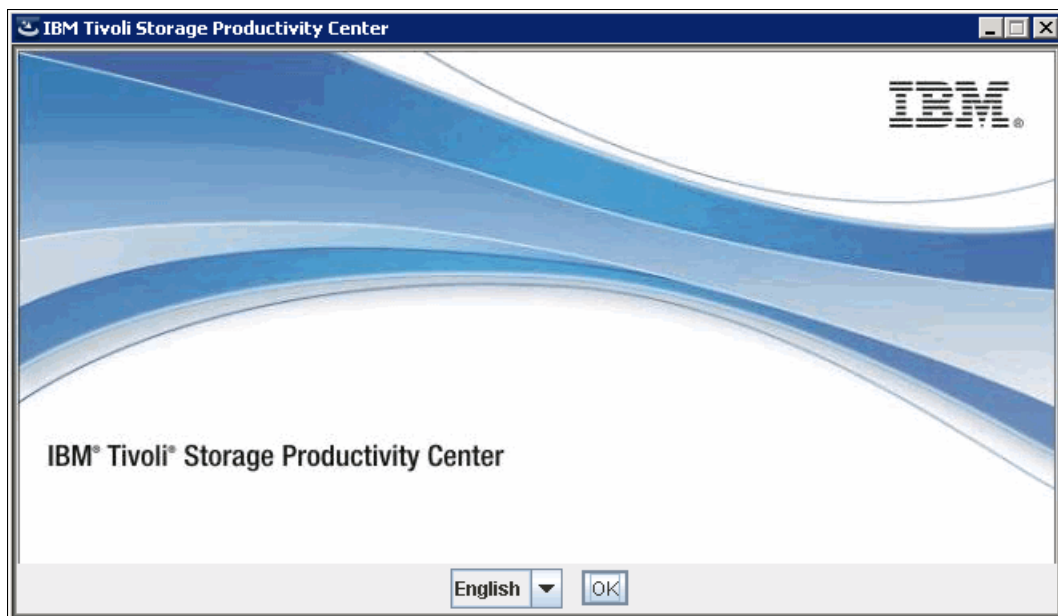 IBM Tivoli Storage Productivity Center
IBM®
IBM® Tivoli® Storage Productivity Center
English OK